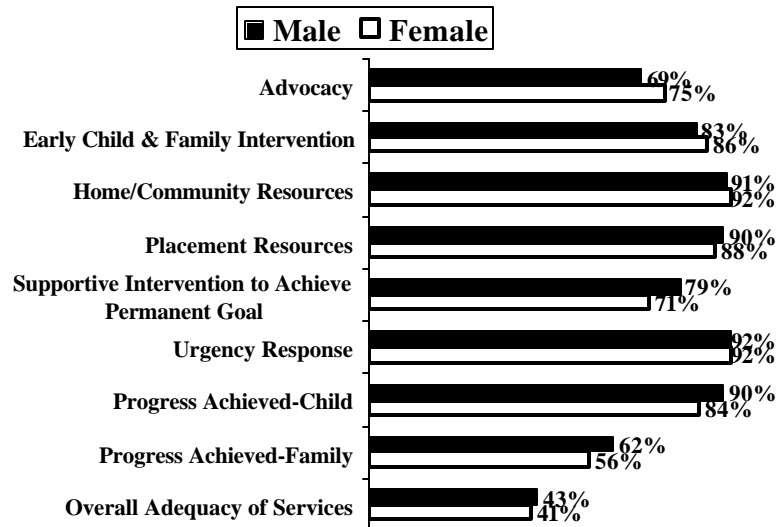 Male Female
Advocacy 69%
75%
Early Child & Family Intervention 83%
86%
Home/Community Resources 91%
92%
Placement Resources 90%
88%
Supportive Intervention to Achieve 79%
Permanent Goal 71%
Urgency Response 92%
92%
Progress Achieved-Child 90%
84%
Progress Achieved-Family 62%
56%
Overall Adequacy of Services 43%
41%